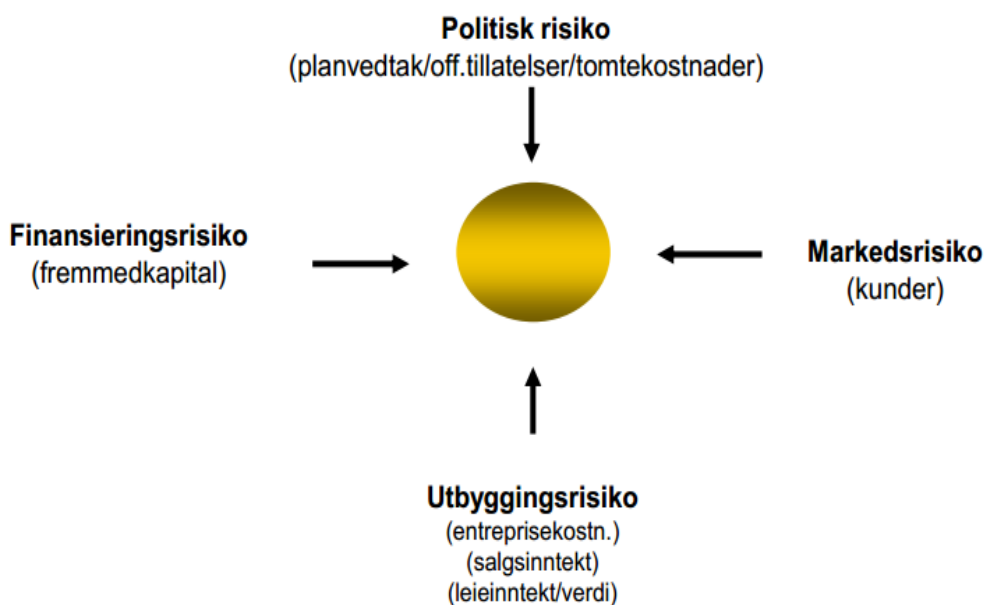 Politisk risiko
(planvedtak/off.tillatelser/tomtekostnader)
Finansieringsrisiko
(fremmedkapital)
Markedsrisiko
(kunder)
Utbyggingsrisiko
(entreprisekostn.)
(salgsinntekt)
(leieinntekt/verdi)